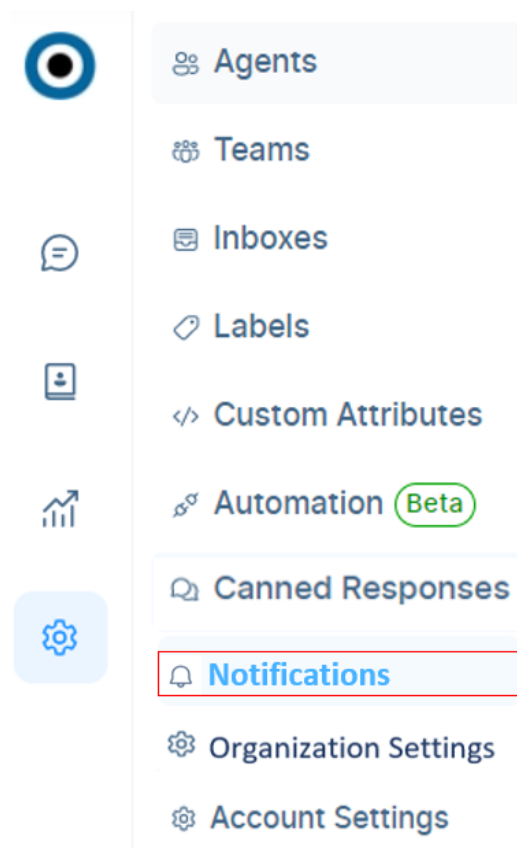 Agents
Teams
Inboxes
Labels
Custom Attributes
Automation Beta
Canned Responses
Notifications
Organization Settings
Account Settings